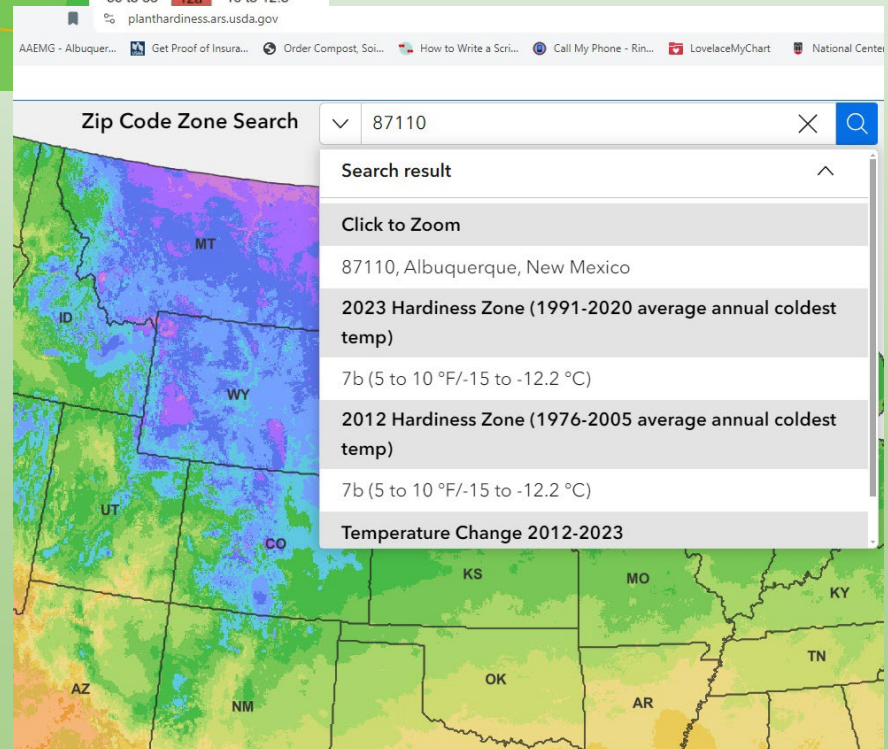 12a
planthardiness.ars.usda.gov
AAEMG - Albuquer... Get Proof of Insura... Order Compost, Soi... How to Write a Scri... Call My Phone - Rin... LovelaceMyChart National Center
Zip Code Zone Search
87110
Search result
Click to Zoom
87110, Albuquerque, New Mexico
2023 Hardiness Zone (1991-2020 average annual coldest
temp)
7b (5 to 10 °F/-15 to -12.2 °C)
2012 Hardiness Zone (1976-2005 average annual coldest
temp)
7b (5 to 10 °F/-15 to -12.2 °C)
Temperature Change 2012-2023
MT
ID
WY
UT
CO
KS
MO
KY
AZ
NM
OK
AR
TN